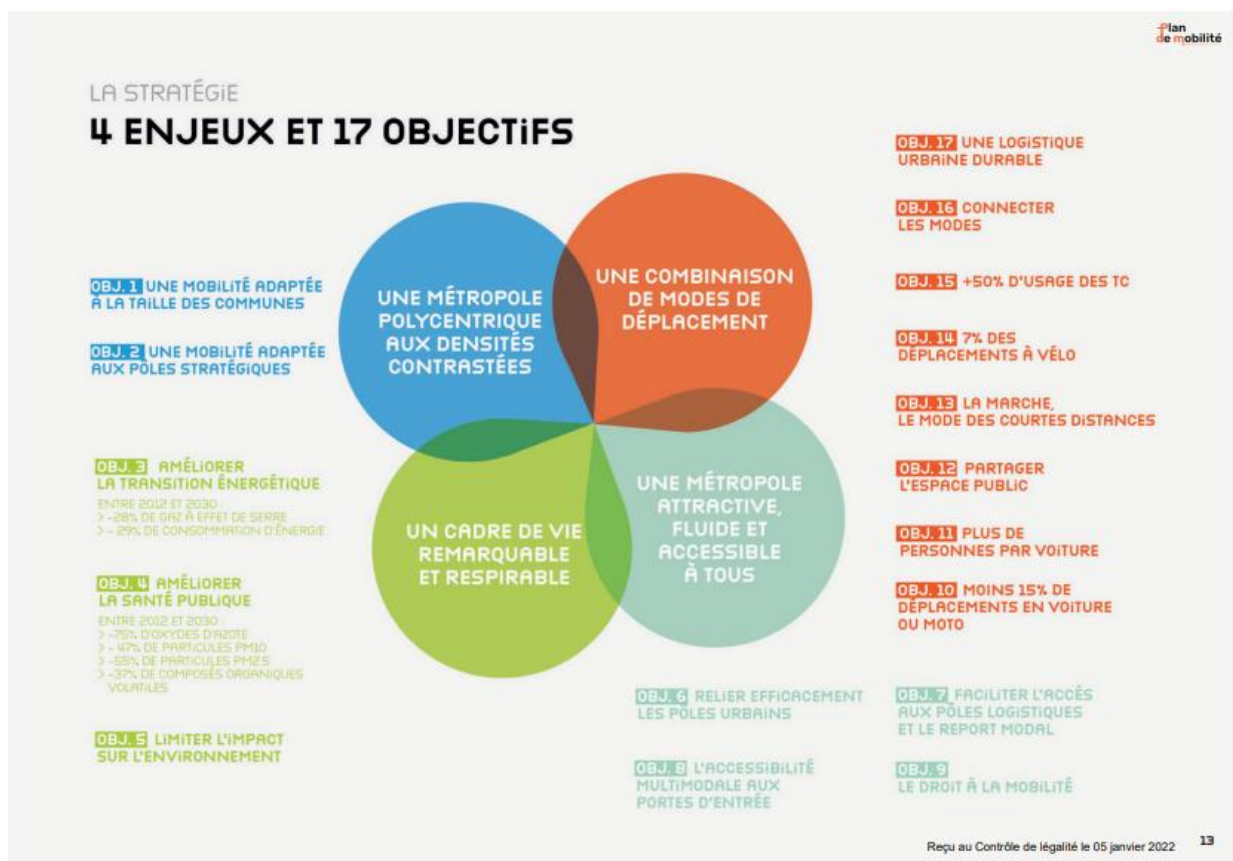 Plan
de mobilité
LA STRATÉGIE
4 ENJEUX ET 17 OBJECTIFS
OBJ. 1 UNE MOBILITÉ ADAPTÉE
À LA TAILLE DES COMMUNES
OBJ. 2 UNE MOBILITÉ ADAPTÉE
AUX PÔLES STRATÉGIQUES
OBJ. 3 AMÉLIORER
LA TRANSITION ÉNERGÉTIQUE
ENTRE 2012 ET 2030 :
> -28% DE GAZ À EFFET DE SERRE
> - 29% DE CONSOMMATION D'ÉNERGIE
OBJ. 4 AMÉLIORER
LA SANTÉ PUBLIQUE
ENTRE 2012 ET 2030 :
> -75% D'OXYDES D'AZOTE
> - 47% DE PARTICULES PM10
> -55% DE PARTICULES PM2.5
> -37% DE COMPOSÉS ORGANIQUES
VOLATILES
OBJ. 5 LIMITER L'IMPACT
SUR L'ENVIRONNEMENT
UNE MÉTROPOLE
POLYCENTRIQUE
AUX DENSITÉS
CONTRASTÉES
UNE COMBINAISON
DE MODES DE
DÉPLACEMENT
UN CADRE DE VIE
REMARQUABLE
ET RESPIRABLE
UNE MÉTROPOLE
ATTRACTIVE,
FLUIDE ET
ACCESSIBLE
À TOUS
OBJ. 17 UNE LOGISTIQUE
URBAINE DURABLE
OBJ. 16 CONNECTER
LES MODES
OBJ. 15 +50% D'USAGE DES TC
OBJ. 14 7% DES
DÉPLACEMENTS À VÉLO
OBJ. 13 LA MARCHE,
LE MODE DES COURTES DISTANCES
OBJ. 12 PARTAGER
L'ESPACE PUBLIC
OBJ. 11 PLUS DE
PERSONNES PAR VOITURE
OBJ. 10 MOINS 15% DE
DÉPLACEMENTS EN VOITURE
OU MOTO
OBJ. 6 RELIER EFFICACEMENT
LES PÔLES URBAINS
OBJ. 7 FACILITER L'ACCÈS
AUX PÔLES LOGISTIQUES
ET LE REPORT MODAL
OBJ. 8 L'ACCESSIBILITÉ
MULTIMODALE AUX
PORTES D'ENTRÉE
OBJ. 9
LE DROIT À LA MOBILITÉ
Reçu au Contrôle de légalité le 05 janvier 2022
13